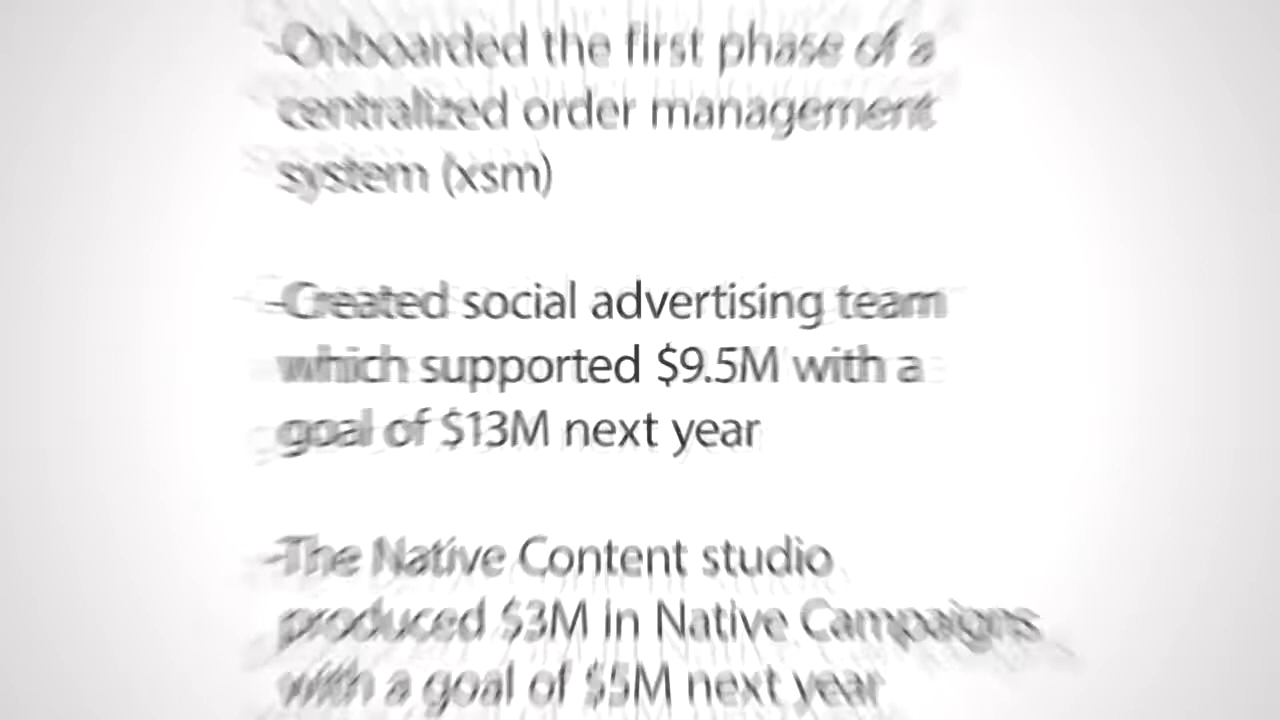 -Onboarded the first phase of a
centralized order management
system (xsm)
-Created social advertising team
which supported $9.5M with a
goal of $13M next year
-The Native Content studio
produced $3M in Native Campaigns
with a goal of $5M next year